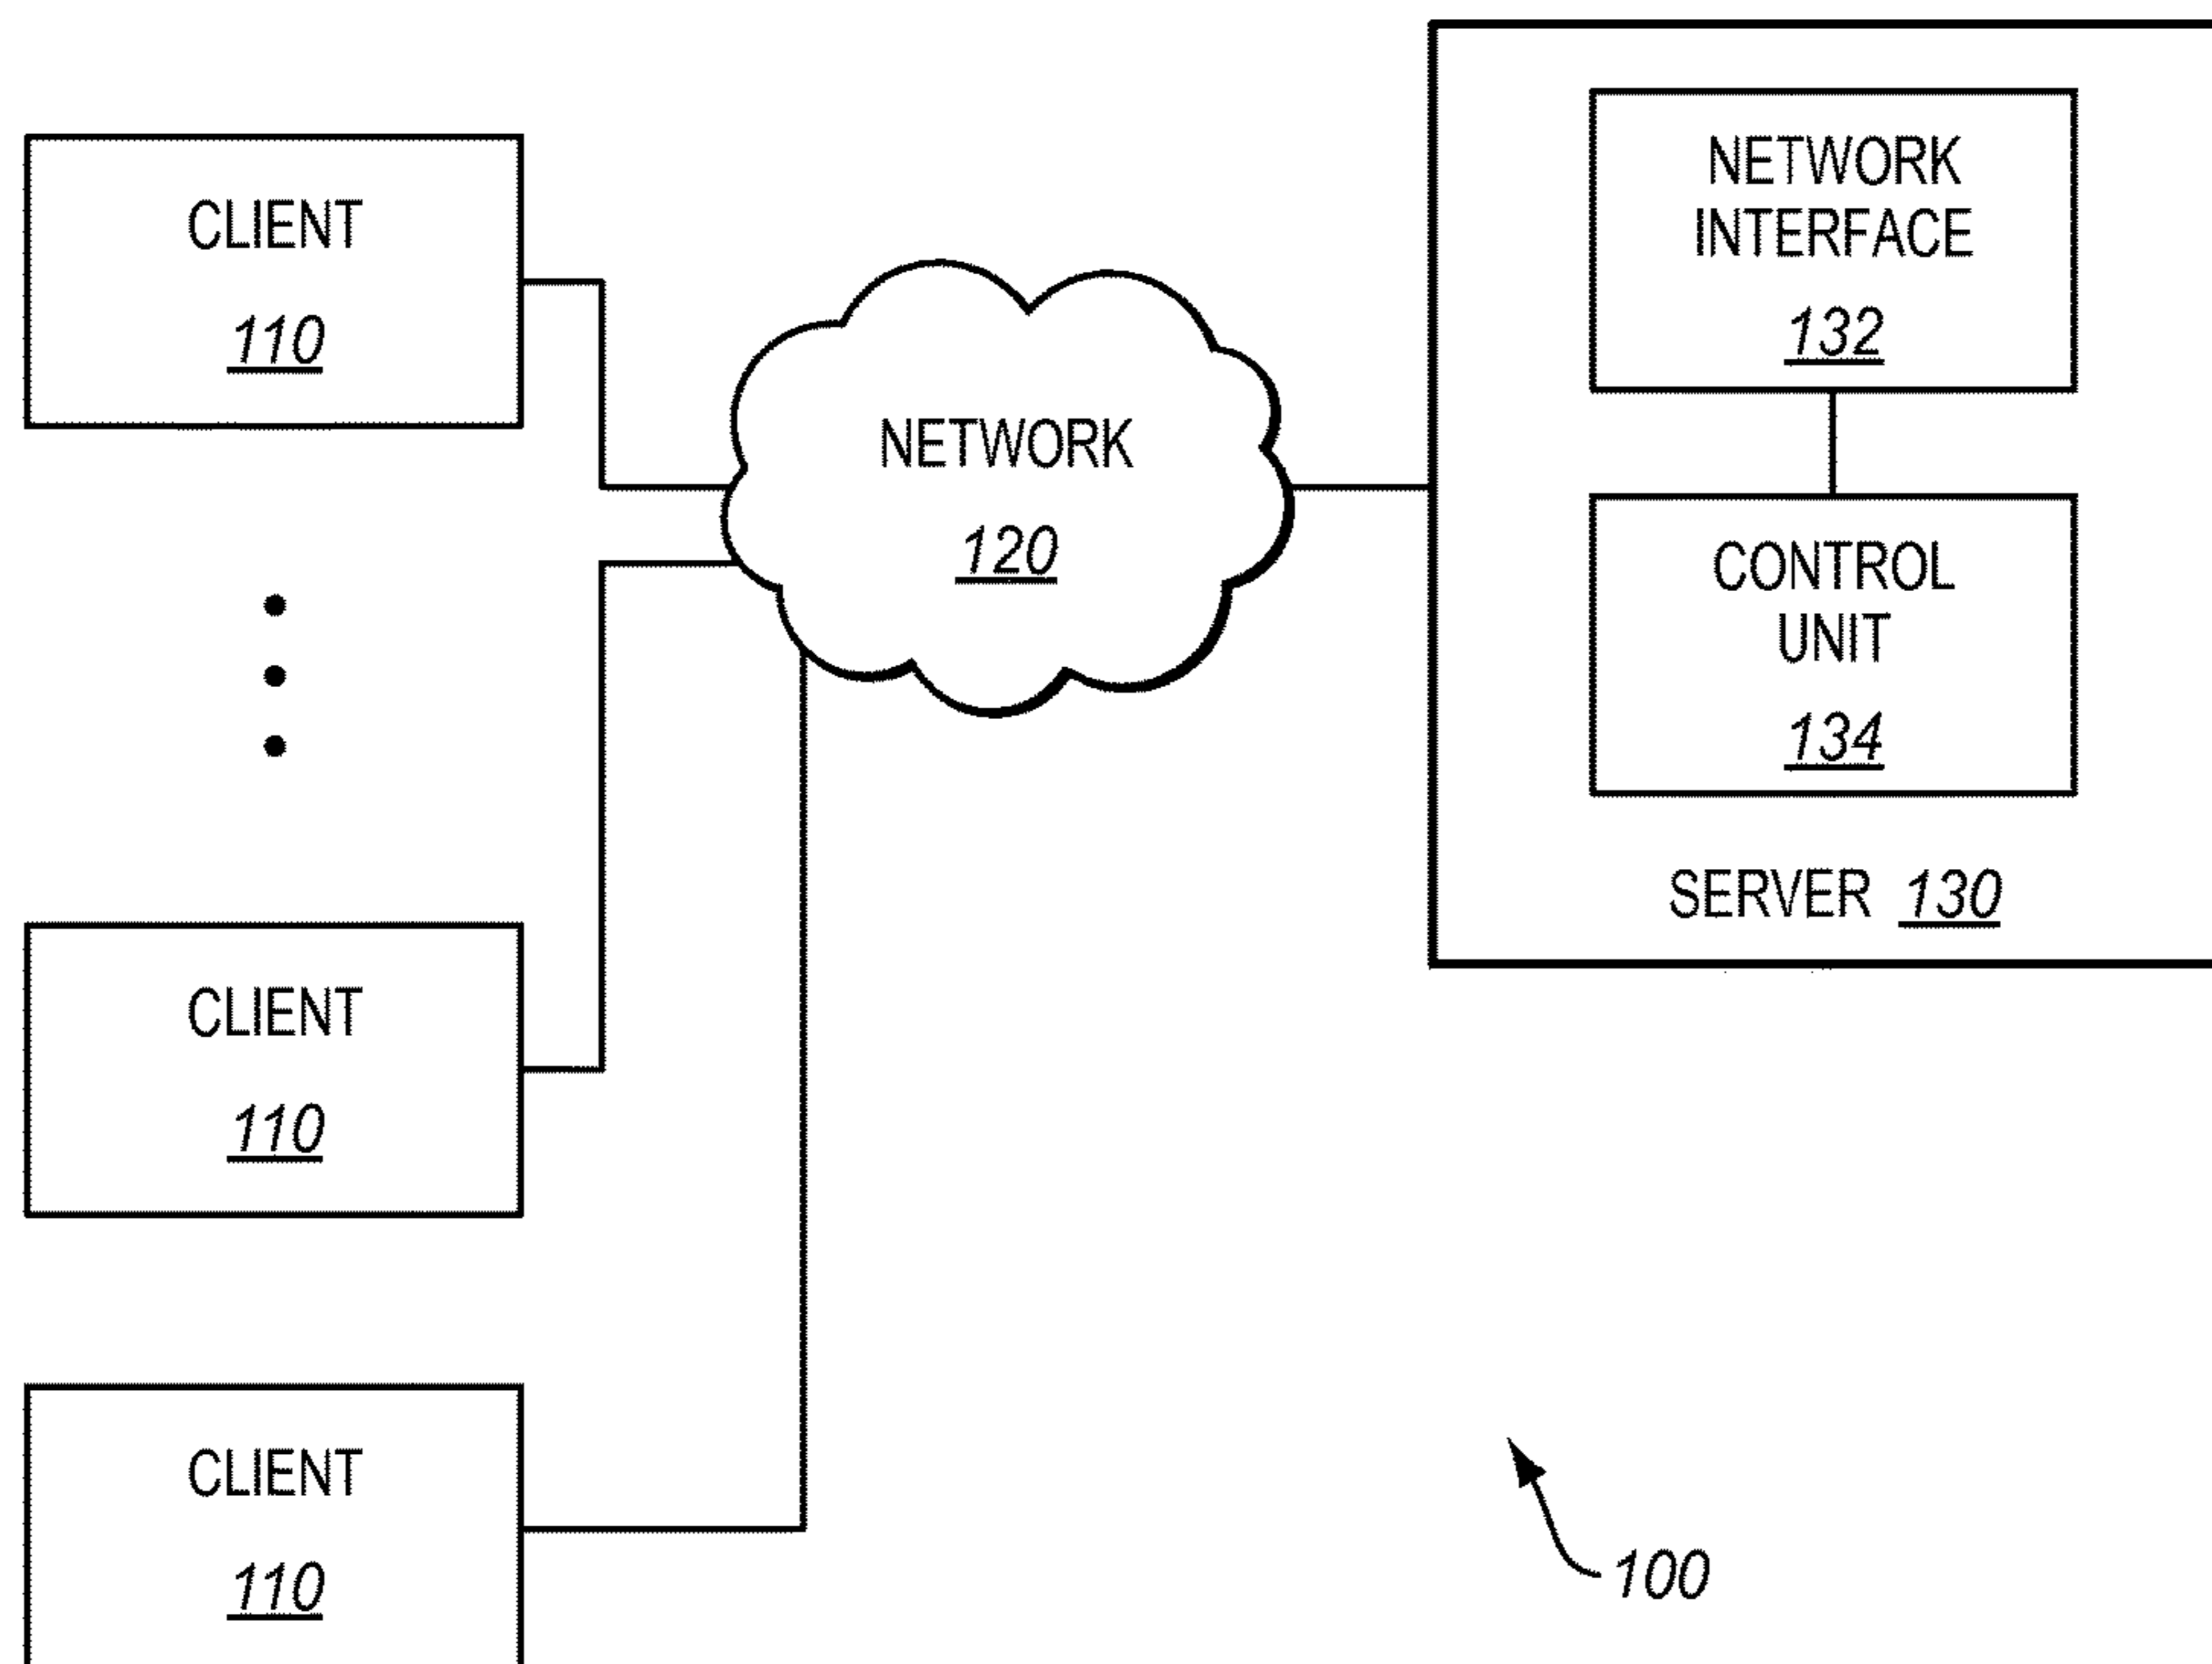 CLIENT
110
CLIENT
110
CLIENT
110
NETWORK
120
NETWORK
INTERFACE
132
CONTROL
UNIT
134
SERVER 130
100